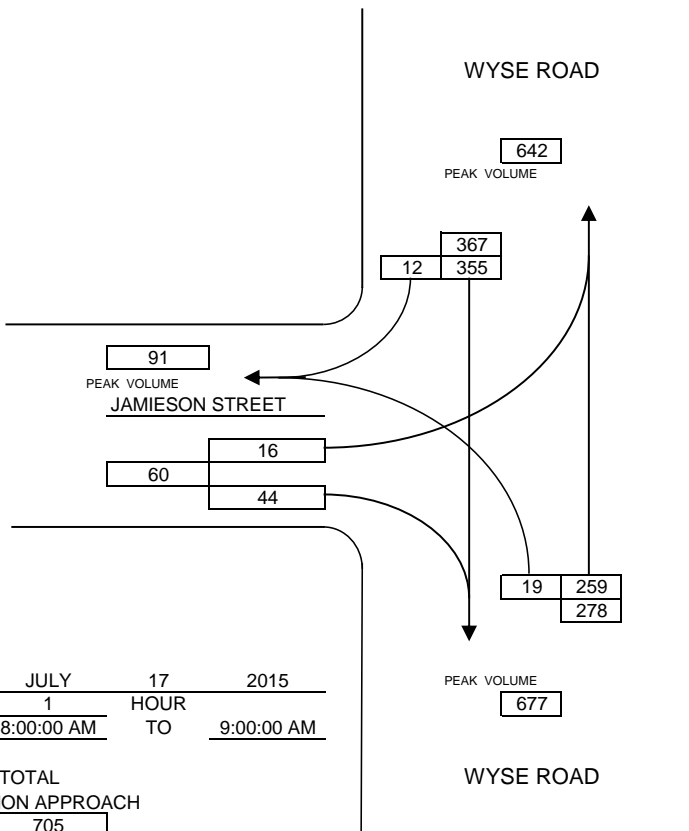 WYSE ROAD
642
PEAK VOLUME
367
12 355
91
PEAK VOLUME
JAMIESON STREET
16
60
44
19 259
278
JULY 17 2015
PEAK VOLUME
1 HOUR
677
8:00:00 AM TO 9:00:00 AM
TOTAL
WYSE ROAD
ON APPROACH
705